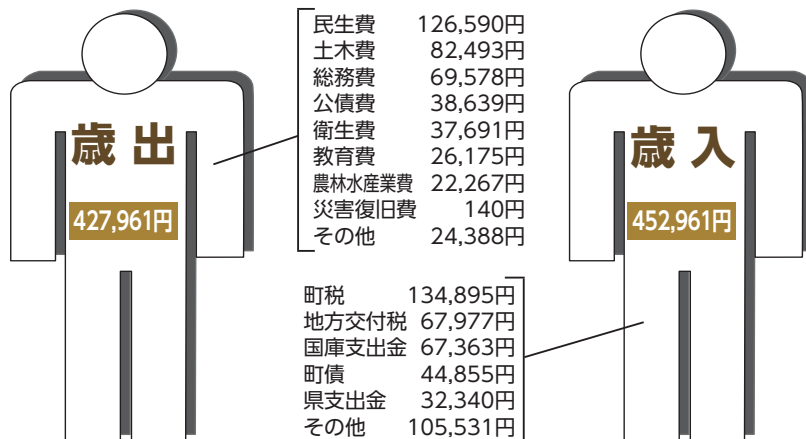 歳出
427,961円
民生費 126,590円
土木費 82,493円
総務費 69,578円
公債費 38,639円
衛生費 37,691円
教育費 26,175円
農林水産業費 22,267円
災害復旧費 140円
その他 24,388円
歳入
452,961円
町税 134,895円
地方交付税 67,977円
国庫支出金 67,363円
町債 44,855円
県支出金 32,340円
その他 105,531円